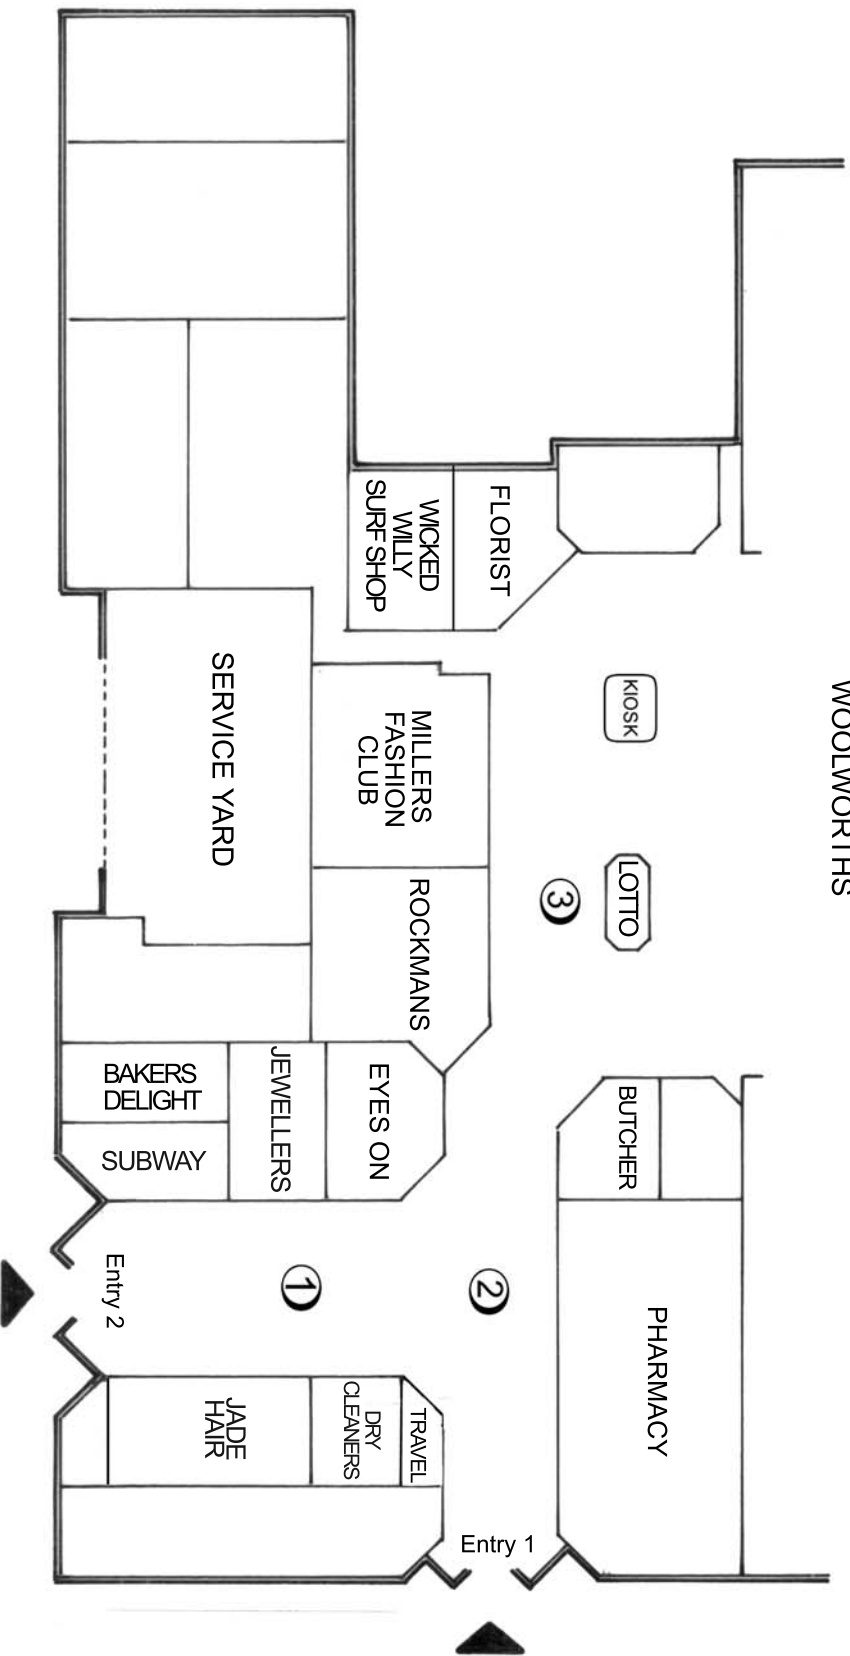 WICKED
WILLY
SURF SHOP
FLORIST
KIOSK
WOOLWORTHS
SERVICE YARD
MILLERS
FASHION
CLUB
LOTTO
3
ROCKMANS
BAKERS
DELIGHT
SUBWAY
JEWELLERS
EYES ON
BUTCHER
Entry 2
1
2
PHARMACY
JADE
HAIR
DRY
CLEANERS
TRAVEL
Entry 1